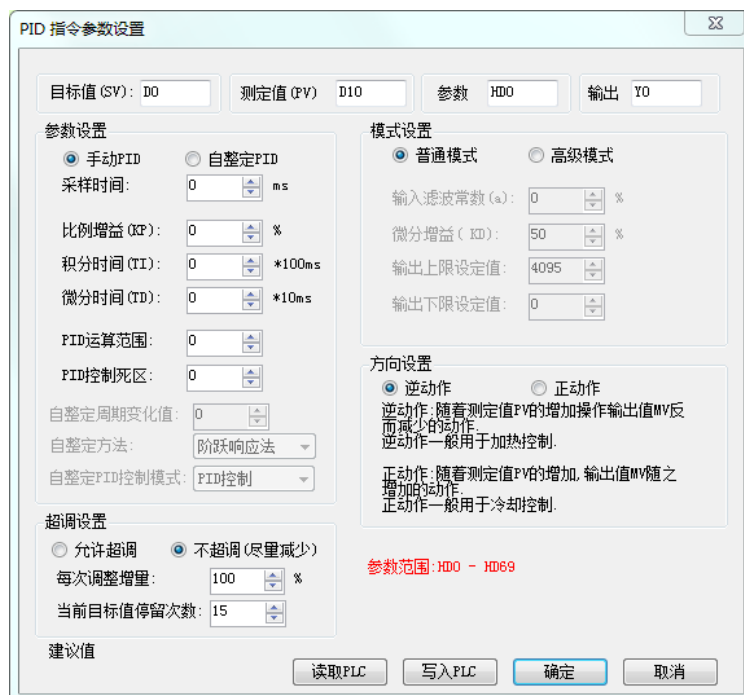 PID 指令参数设置
目标值(SV): D0 测定值(PV) D10 参数 HD0 输出 Y0
参数设置
手动PID 自整定PID
采样时间: 0 ms
比例增益(KP): 0 %
积分时间(TI): 0 *100ms
微分时间(TD): 0 *10ms
PID运算范围: 0
PID控制死区: 0
自整定周期变化值: 0
自整定方法: 阶跃响应法
自整定PID控制模式: PID控制
超调设置
允许超调 不超调(尽量减少)
每次调整增量: 100 %
当前目标值停留次数: 15
建议值
模式设置
普通模式 高级模式
输入滤波常数(a): 0 %
微分增益( KD): 50 %
输出上限设定值: 4095
输出下限设定值: 0
方向设置
逆动作 正动作
逆动作:随着测定值PV的增加操作输出值MV反
而减少的动作.
逆动作一般用于加热控制.
正动作:随着测定值PV的增加,输出值MV随之
增加的动作.
正动作一般用于冷却控制.
参数范围:HD0 - HD69
读取PLC 写入PLC 确定 取消